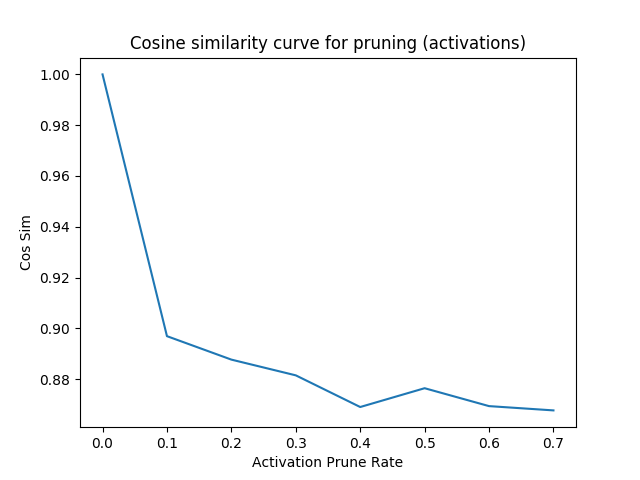 Cosine similarity curve for pruning (activations)
1.00
0.98
0.96
0.94
0.92
0.90
0.88
Cos Sim
0.0 0.1 0.2 0.3 0.4 0.5 0.6 0.7
Activation Prune Rate